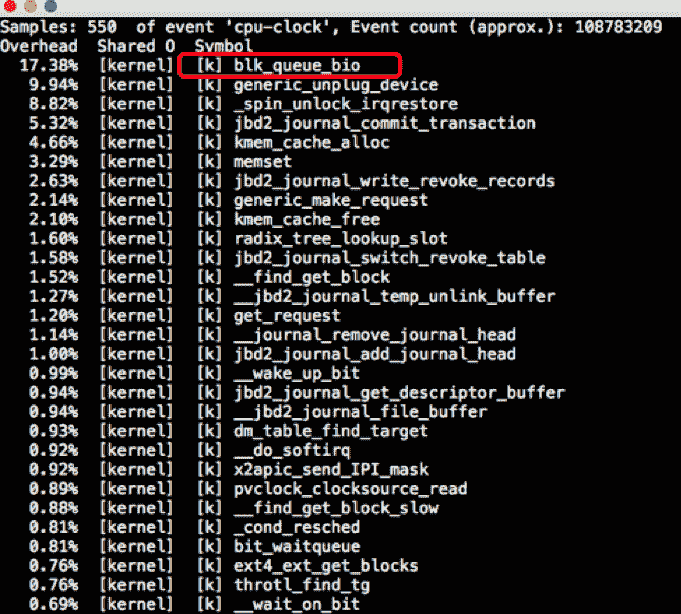 Samples: 550  of event 'cpu-clock', Event count (approx.): 108783209
Overhead  Shared O  Symbol
17.38%  [kernel]  [k] blk_queue_bio
9.94%  [kernel]  [k] generic_unplug_device
8.82%  [kernel]  [k] _spin_unlock_irqrestore
5.32%  [kernel]  [k] jbd2_journal_commit_transaction
4.66%  [kernel]  [k] kmem_cache_alloc
3.29%  [kernel]  [k] memset
2.63%  [kernel]  [k] jbd2_journal_write_revoke_records
2.14%  [kernel]  [k] generic_make_request
2.10%  [kernel]  [k] kmem_cache_free
1.60%  [kernel]  [k] radix_tree_lookup_slot
1.58%  [kernel]  [k] jbd2_journal_switch_revoke_table
1.52%  [kernel]  [k] __find_get_block
1.27%  [kernel]  [k] __jbd2_journal_temp_unlink_buffer
1.20%  [kernel]  [k] get_request
1.14%  [kernel]  [k] __journal_remove_journal_head
1.00%  [kernel]  [k] jbd2_journal_add_journal_head
0.99%  [kernel]  [k] __wake_up_bit
0.94%  [kernel]  [k] jbd2_journal_get_descriptor_buffer
0.94%  [kernel]  [k] __jbd2_journal_file_buffer
0.93%  [kernel]  [k] dm_table_find_target
0.92%  [kernel]  [k] __do_softirq
0.92%  [kernel]  [k] x2apic_send_IPI_mask
0.89%  [kernel]  [k] pvclock_clocksource_read
0.88%  [kernel]  [k] __find_get_block_slow
0.81%  [kernel]  [k] _cond_resched
0.81%  [kernel]  [k] bit_waitqueue
0.76%  [kernel]  [k] ext4_ext_get_blocks
0.76%  [kernel]  [k] throtl_find_tg
0.69%  [kernel]  [k] __wait_on_bit